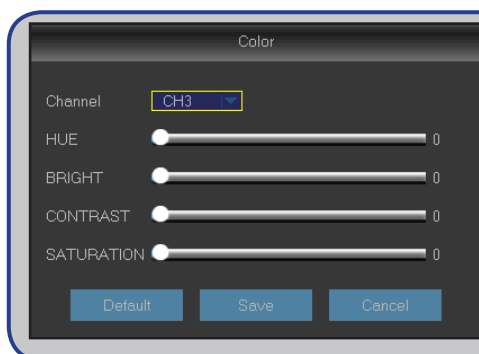 Color
Channel CH3
HUE 0
BRIGHT 0
CONTRAST 0
SATURATION 0
Default Save Cancel